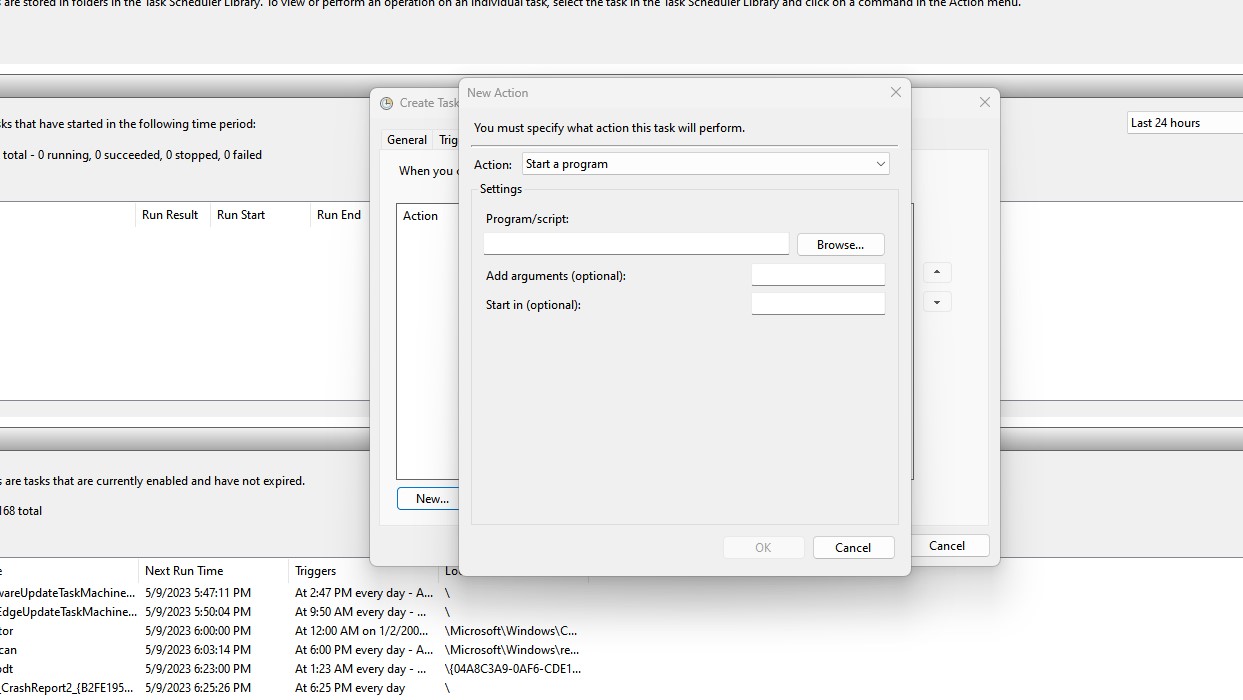 are stored in folders in the Task Scheduler Library. To view or perform an operation on an individual task, select the task in the Task Scheduler Library and click on a command in the Action menu.
ks that have started in the following time period:
Last 24 hours
total - 0 running, 0 succeeded, 0 stopped, 0 failed
Run Result Run Start Run End
Create Task
General Trig
When you
Action
New...
Cancel
New Action
You must specify what action this task will perform.
Action: Start a program
Settings
Program/script:
Browse...
Add arguments (optional):
Start in (optional):
OK Cancel
s are tasks that are currently enabled and have not expired.
168 total
e Next Run Time Triggers Lo
wareUpdateTaskMachine... 5/9/2023 5:47:11 PM At 2:47 PM every day - A... \
EdgeUpdateTaskMachine... 5/9/2023 5:50:04 PM At 9:50 AM every day - ... \
tor 5/9/2023 6:00:00 PM At 12:00 AM on 1/2/200... \Microsoft\Windows\C...
can 5/9/2023 6:03:14 PM At 6:00 PM every day - A... \Microsoft\Windows\re...
odt 5/9/2023 6:23:00 PM At 1:23 AM every day - ... \{04A8C3A9-0AF6-CDE1...
_CrashReport2_{B2FE195... 5/9/2023 6:25:26 PM At 6:25 PM every day \